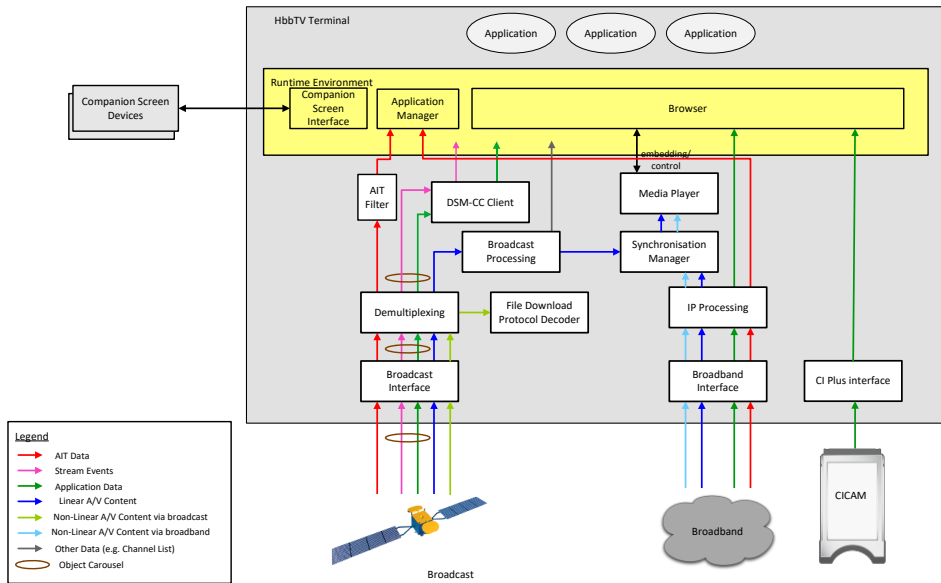 HbbTV Terminal
Application
Application
Application
Runtime Environment
Companion Screen
Devices
Companion
Screen
Interface
Application
Manager
Browser
embedding/
control
AIT
Filter
DSM-CC Client
Media Player
Broadcast
Processing
Synchronisation
Manager
Demultiplexing
File Download
Protocol Decoder
IP Processing
Broadcast
Interface
Broadband
Interface
CI Plus interface
Legend
AIT Data
Stream Events
Application Data
Linear A/V Content
Non-Linear A/V Content via broadcast
Non-Linear A/V Content via broadband
Other Data (e.g. Channel List)
Object Carousel
Broadcast
Broadband
CICAM